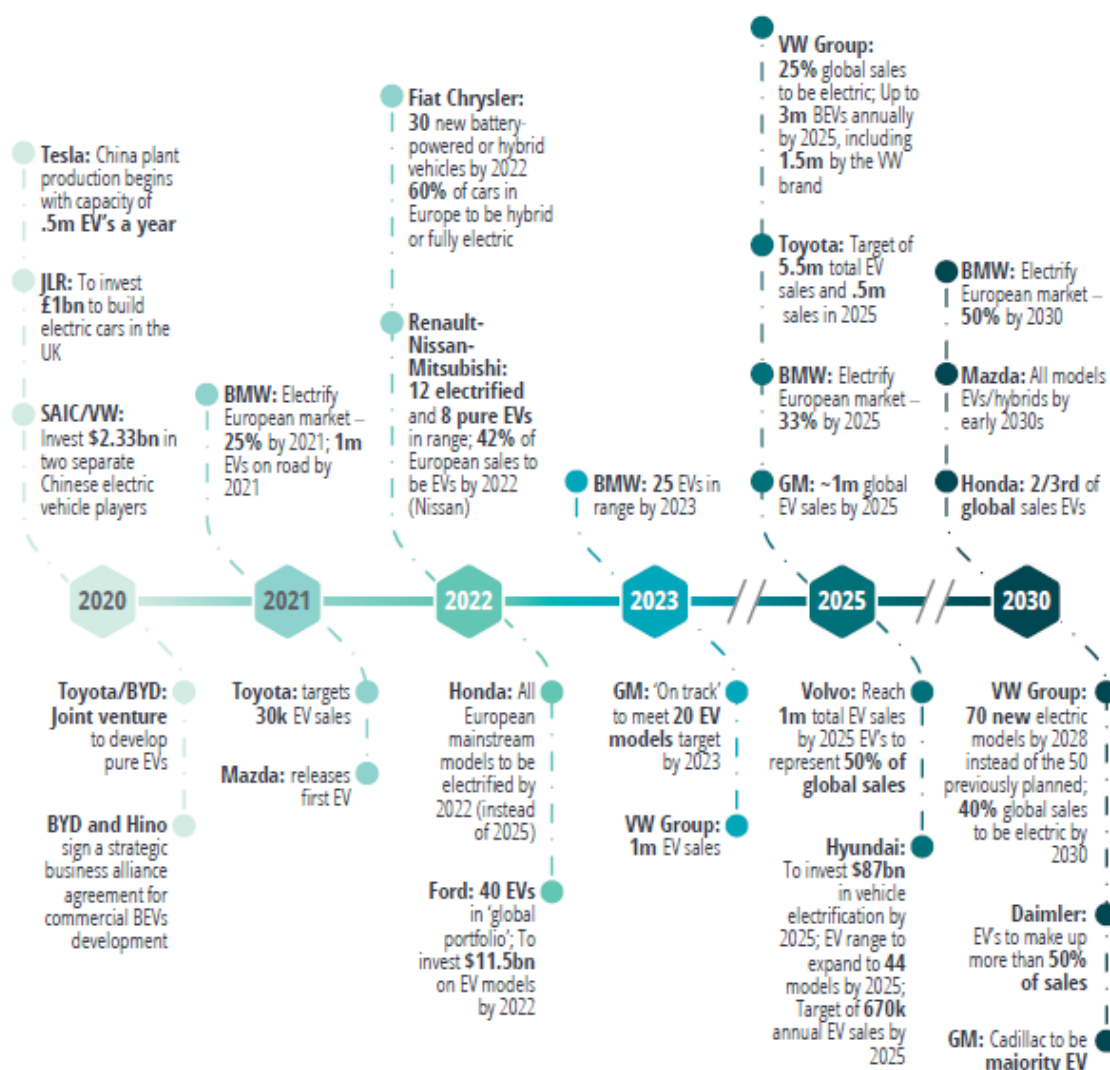 Tesla: China plant
production begins
with capacity of
.5m EV's a year
JLR: To invest
£1bn to build
electric cars in the
UK
SAIC/VW:
Invest $2.33bn in
two separate
Chinese electric
vehicle players
BMW: Electrify
European market –
25% by 2021; 1m
EVs on road by
2021
Fiat Chrysler:
30 new battery-
powered or hybrid
vehicles by 2022
60% of cars in
Europe to be hybrid
or fully electric
Renault-
Nissan-
Mitsubishi:
12 electrified
and 8 pure EVs
in range; 42% of
European sales to
be EVs by 2022
(Nissan)
BMW: 25 EVs in
range by 2023
VW Group:
25% global sales
to be electric; Up to
3m BEVs annually
by 2025, including
1.5m by the VW
brand
Toyota: Target of
5.5m total EV
sales and .5m
sales in 2025
BMW: Electrify
European market –
33% by 2025
GM: ~1m global
EV sales by 2025
BMW: Electrify
European market –
50% by 2030
Mazda: All models
EVs/hybrids by
early 2030s
Honda: 2/3rd of
global sales EVs
2020
2021
2022
2023
2025
2030
Toyota/BYD:
Joint venture
to develop
pure EVs
BYD and Hino
sign a strategic
business alliance
agreement for
commercial BEVs
development
Toyota: targets
30k EV sales
Mazda: releases
first EV
Honda: All
European
mainstream
models to be
electrified by
2022 (instead
of 2025)
Ford: 40 EVs
in 'global
portfolio'; To
invest $11.5bn
on EV models
by 2022
GM: 'On track'
to meet 20 EV
models target
by 2023
VW Group:
1m EV sales
Volvo: Reach
1m total EV sales
by 2025 EV's to
represent 50% of
global sales
Hyundai:
To invest $87bn
in vehicle
electrification by
2025; EV range to
expand to 44
models by 2025;
Target of 670k
annual EV sales by
2025
VW Group:
70 new electric
models by 2028
instead of the 50
previously planned;
40% global sales
to be electric by
2030
Daimler:
EV's to make up
more than 50%
of sales
GM: Cadillac to be
majority EV